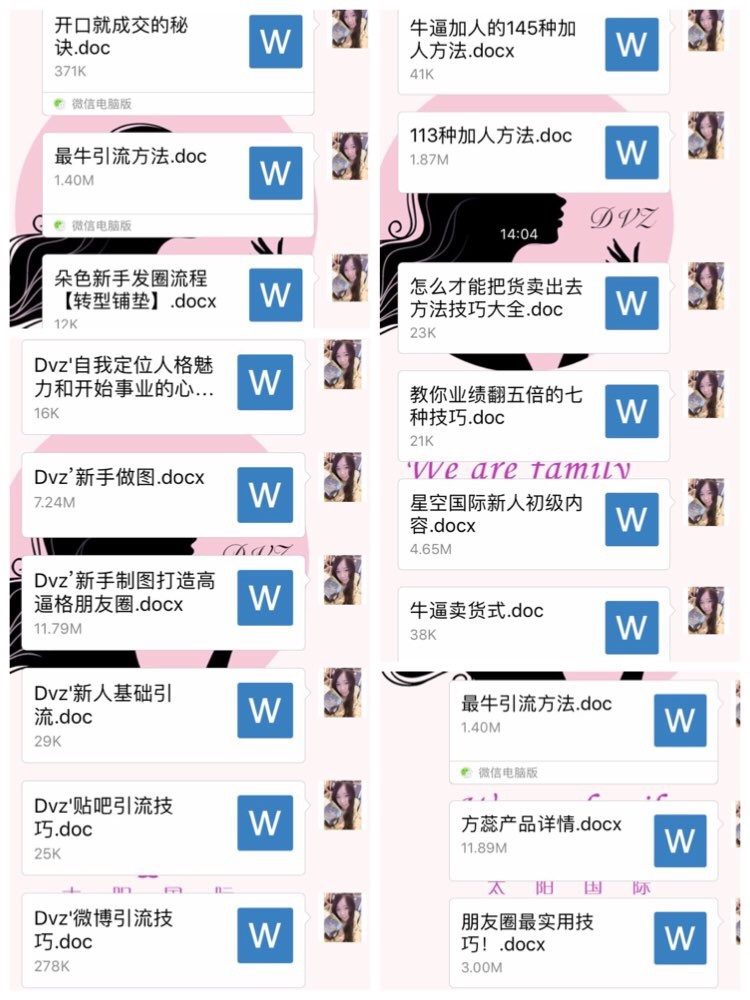 开口就成交的秘
诀.doc
371K
W
微信电脑版
最牛引流方法.doc
1.40M
W
微信电脑版
朵色新手发圈流程
【转型铺垫】.docx
12K
W
牛逼加人的145种加
人方法.docx
41K
W
113种加人方法.doc
1.87M
W
DVZ
14:04
怎么才能把货卖出去
方法技巧大全.doc
23K
W
教你业绩翻五倍的七
种技巧.doc
21K
W
We are family
星空国际新人初级内
容.docx
4.65M
W
牛逼卖货式.doc
38K
W
Dvz'自我定位人格魅
力和开始事业的心...
16K
W
Dvz’新手做图.docx
7.24M
W
DVZ
Dvz’新手制图打造高
逼格朋友圈.docx
11.79M
W
Dvz'新人基础引
流.doc
29K
W
Dvz'贴吧引流技
巧.doc
25K
W
太阳国际
Dvz'微博引流技
巧.doc
278K
W
最牛引流方法.doc
1.40M
W
微信电脑版
方蕊产品详情.docx
11.89M
W
太阳国际
朋友圈最实用技
巧！.docx
3.00M
W